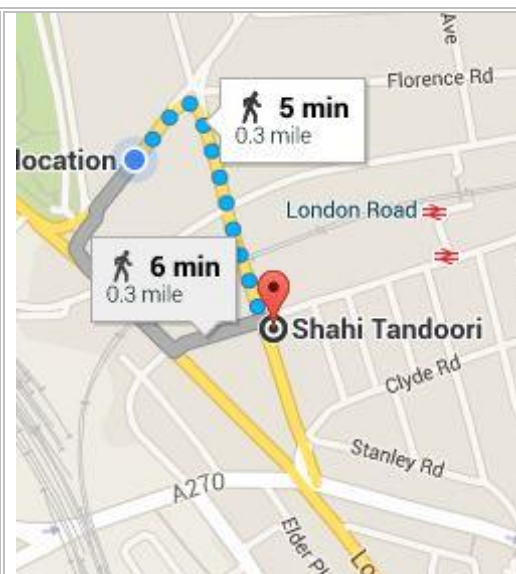 Ave
Florence Rd
5 min
0.3 mile
location
London Road
6 min
0.3 mile
Shahi Tandoori
Clyde Rd
Stanley Rd
A270
Elder
Lo